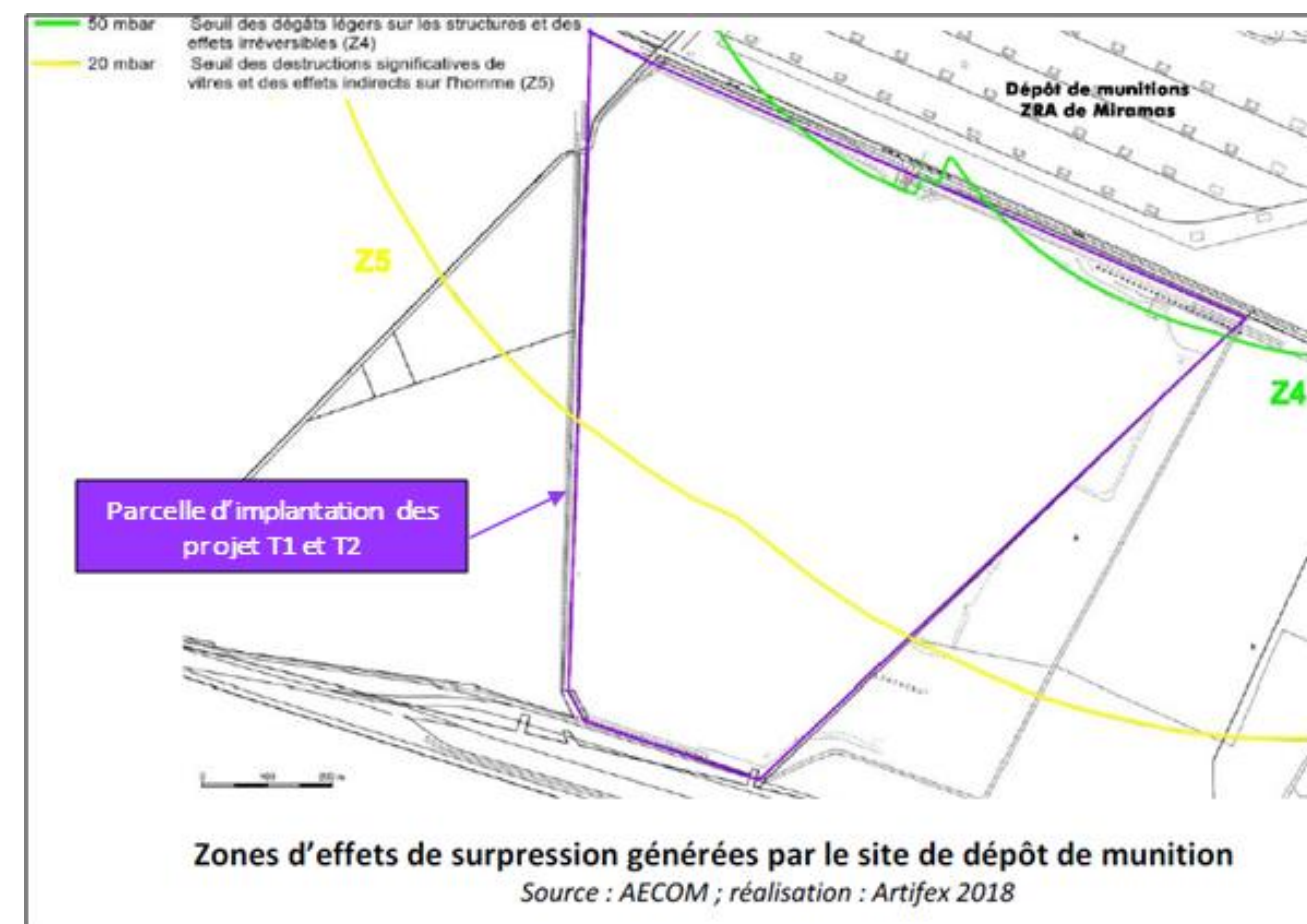 50 mbar Seuil des dégâts légers sur les structures et des
effets irréversibles (Z4)
20 mbar Seuil des destructions significatives de
vitres et des effets indirects sur l'homme (Z5)
Dépôt de munitions
ZRA de Miramas
Z5
Z4
Parcelle d'implantation des
projet T1 et T2
0 100 200 m
Zones d'effets de surpression générées par le site de dépôt de munition
Source : AECOM ; réalisation : Artifex 2018